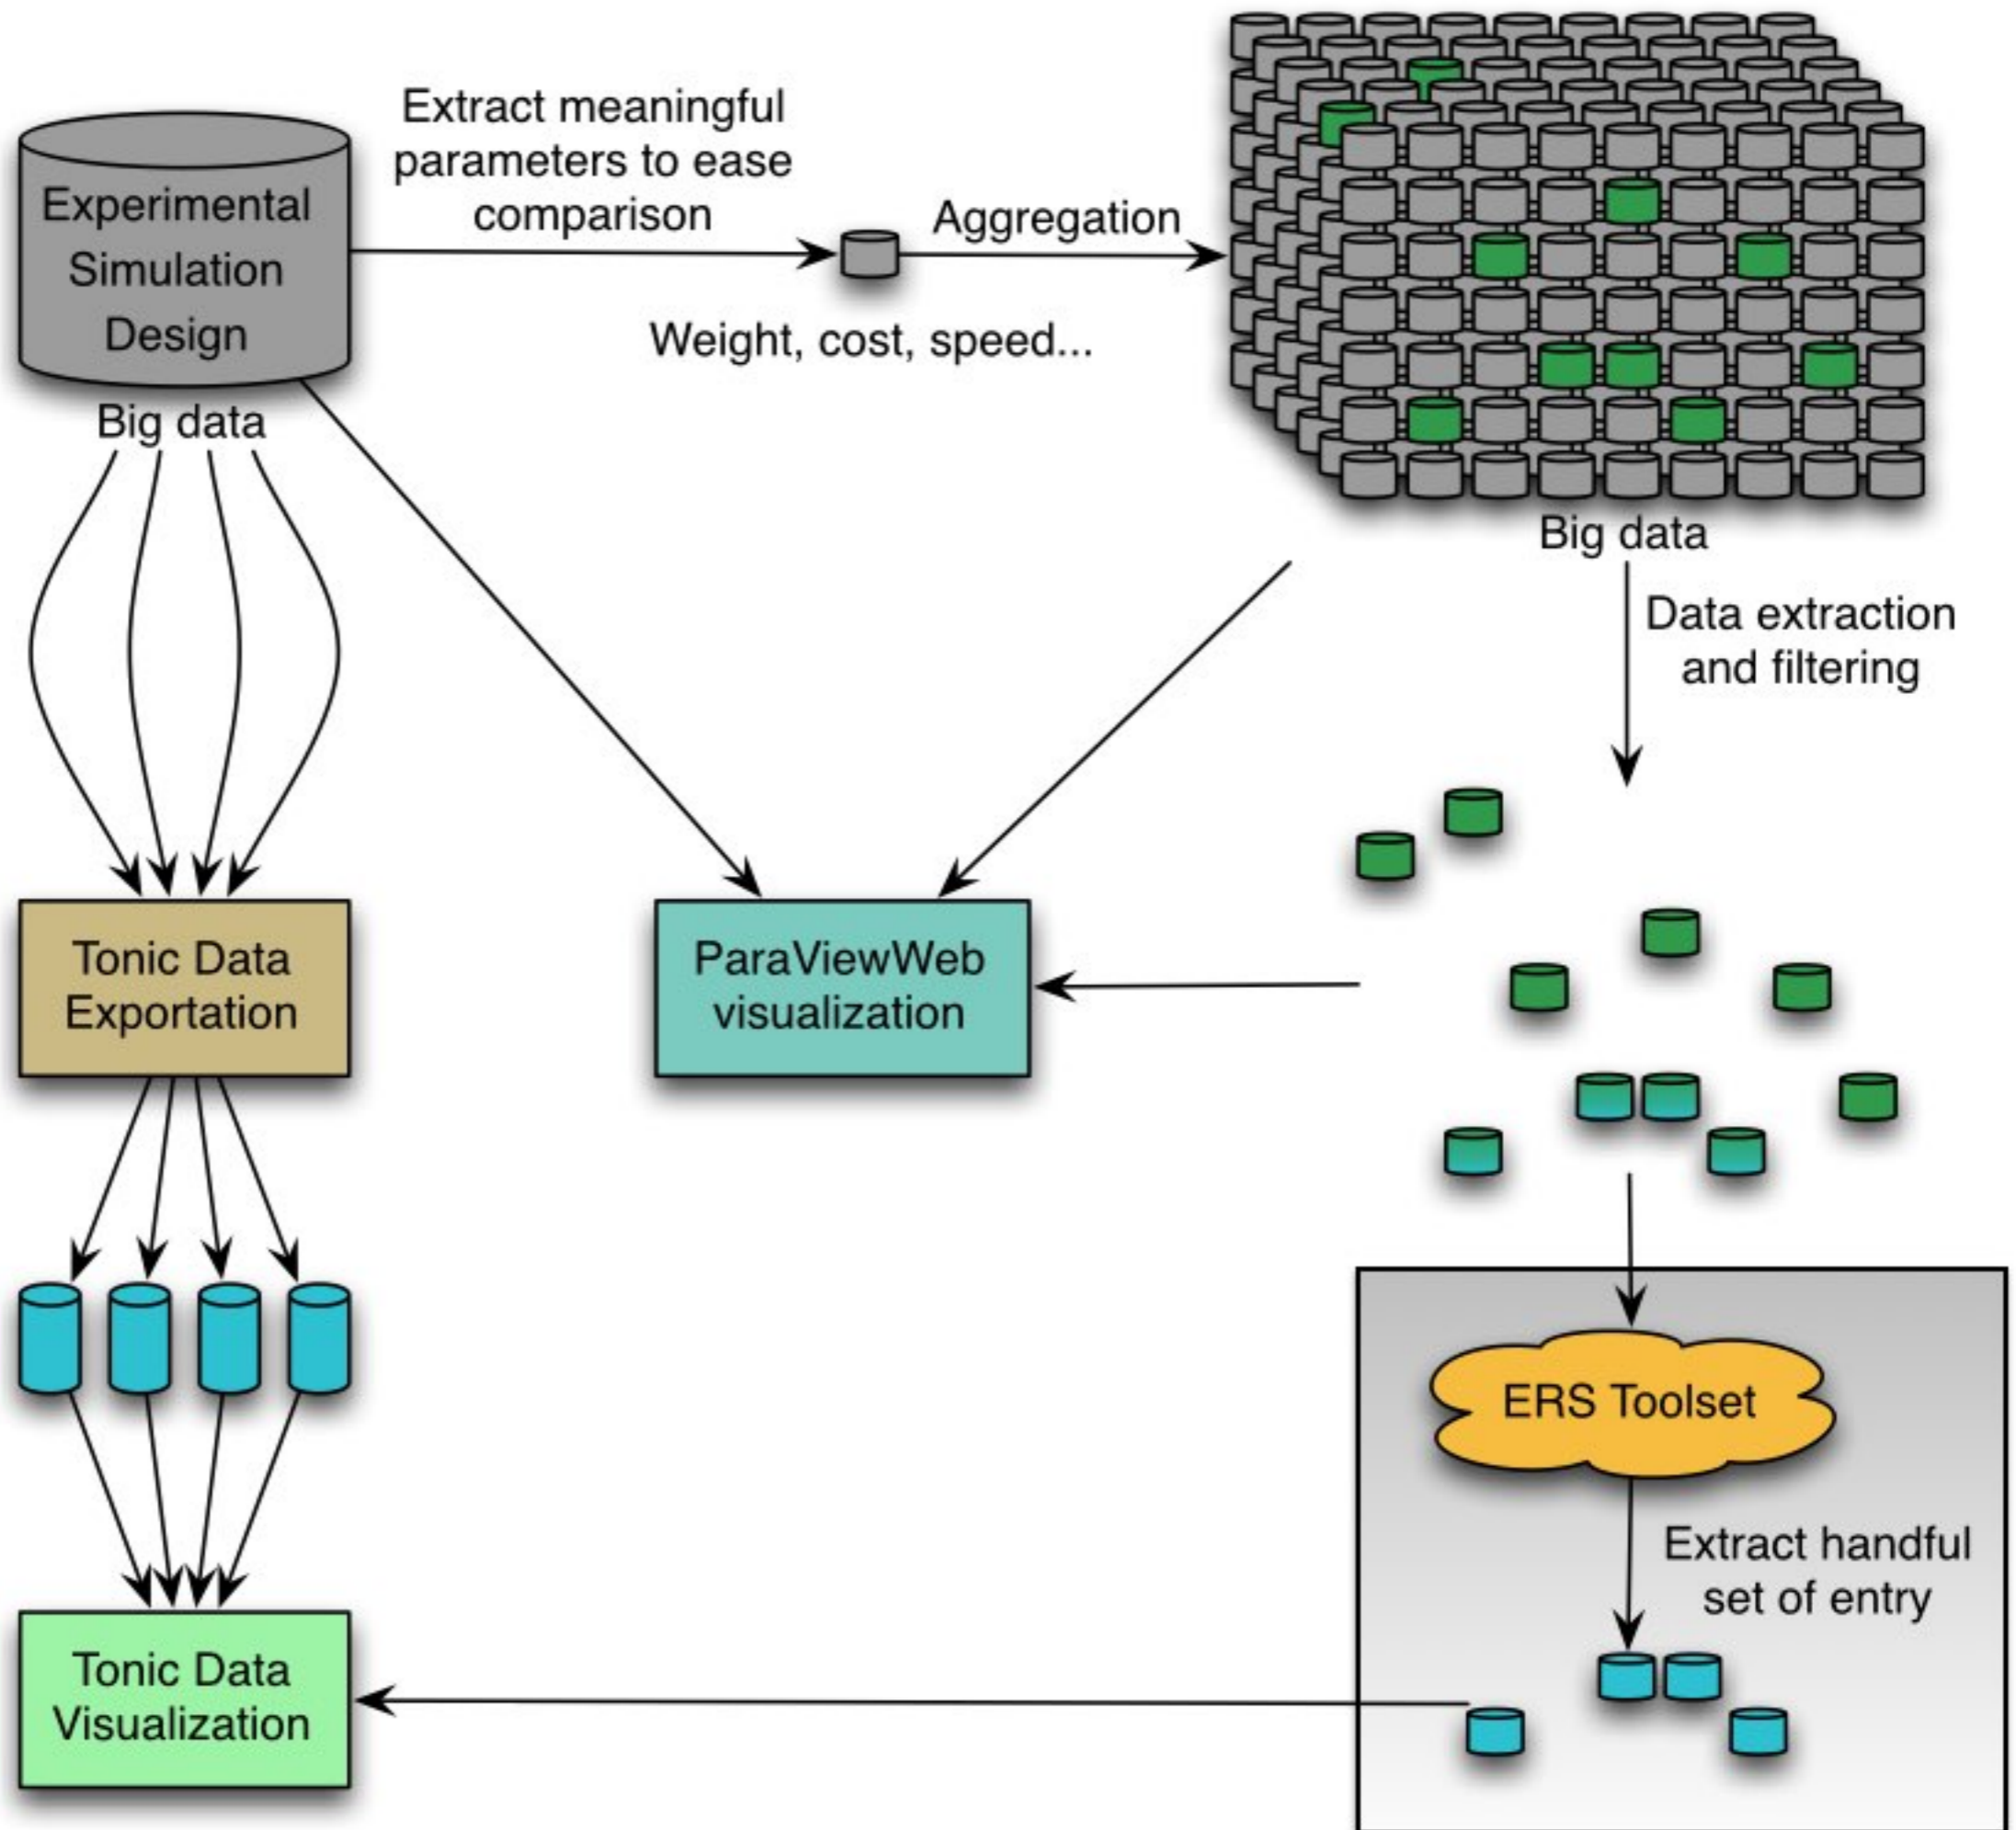 Experimental
Simulation
Design
Big data
Extract meaningful
parameters to ease
comparison
Aggregation
Weight, cost, speed...
Big data
Data extraction
and filtering
Tonic Data
Exportation
ParaViewWeb
visualization
ERS Toolset
Extract handful
set of entry
Tonic Data
Visualization